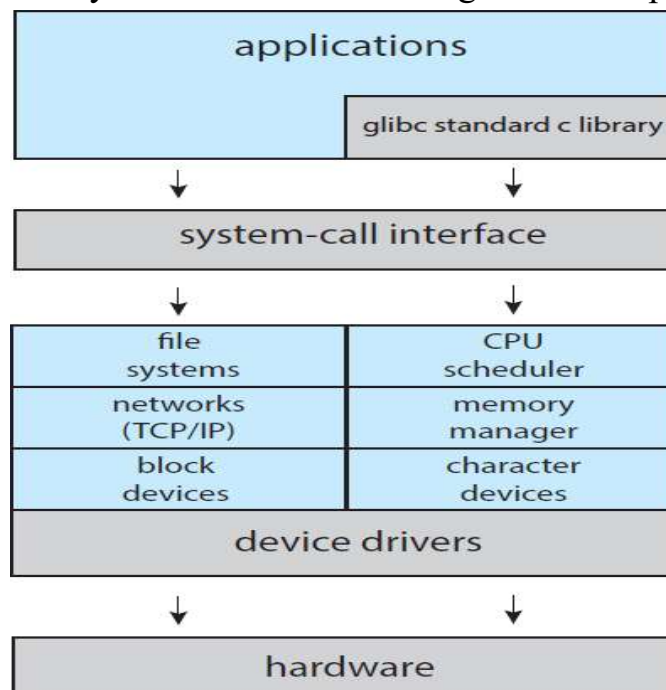 applications
glibc standard c library
system-call interface
file
systems
CPU
scheduler
networks
(TCP/IP)
memory
manager
block
devices
character
devices
device drivers
hardware